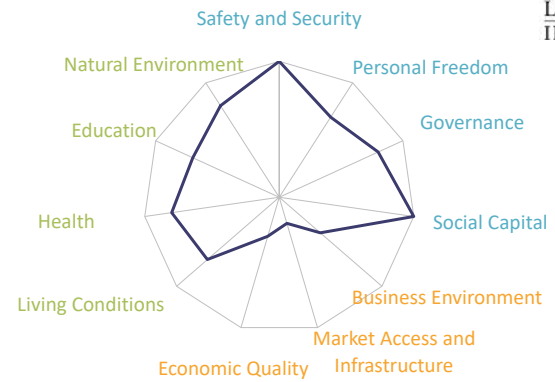 Safety and Security
Natural Environment
Personal Freedom
Education
Governance
Health
Social Capital
Living Conditions
Business Environment
Market Access and
Infrastructure
Economic Quality